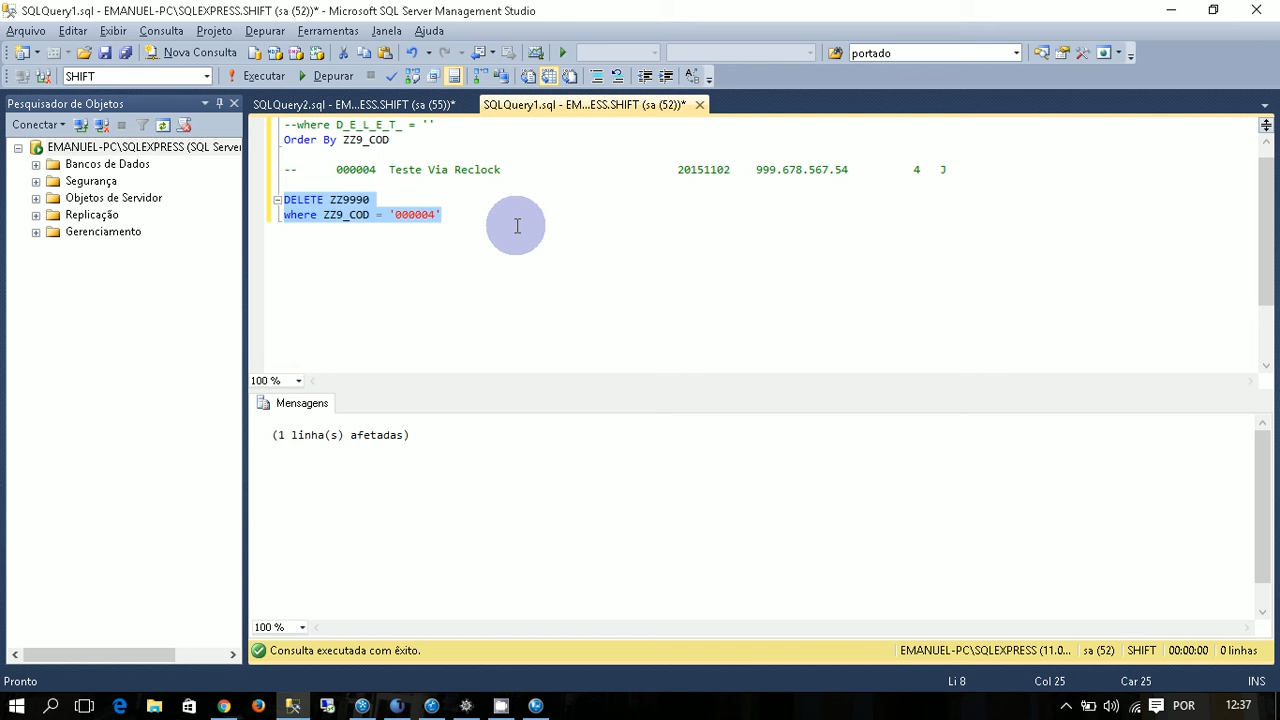 SQLQuery1.sql - EMANUEL-PC\SQLEXPRESS.SHIFT (sa (52))* - Microsoft SQL Server Management Studio
Arquivo Editar Exibir Consulta Projeto Depurar Ferramentas Janela Ajuda
Nova Consulta portado
SHIFT Executar Depurar
Pesquisador de Objetos
SQLQuery2.sql - EM...ESS.SHIFT (sa (55))* SQLQuery1.sql - EM...ESS.SHIFT (sa (52))*
Conectar
EMANUEL-PC\SQLEXPRESS (SQL Server
Bancos de Dados
Segurança
Objetos de Servidor
Replicação
Gerenciamento
--where D_E_L_E_T_ = ''
Order By ZZ9_COD
-- 000004 Teste Via Reclock 20151102 999.678.567.54 4 J
DELETE ZZ9990
where ZZ9_COD = '000004'
100 %
Mensagens
(1 linha(s) afetadas)
100 %
Consulta executada com êxito. EMANUEL-PC\SQLEXPRESS (11.0... sa (52) SHIFT 00:00:00 0 linhas
Pronto Li 8 Col 25 Car 25 INS
POR 12:37